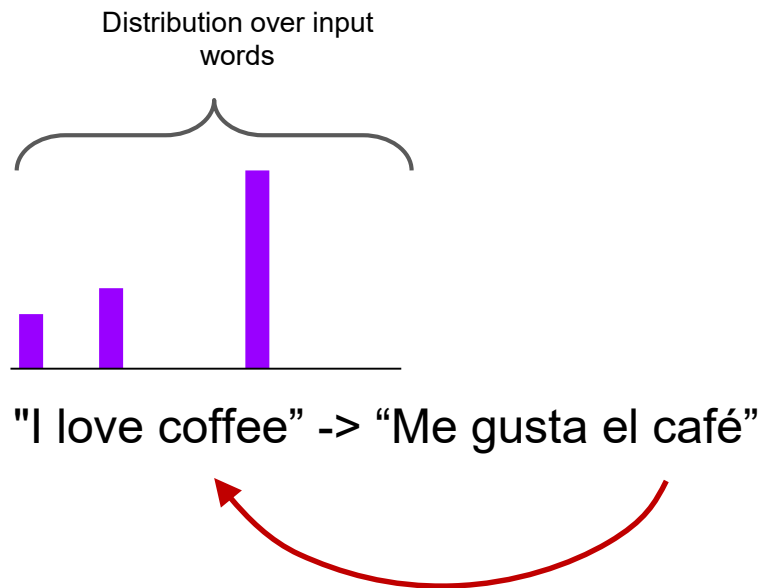 Distribution over input
words
"I love coffee” -> “Me gusta el café”